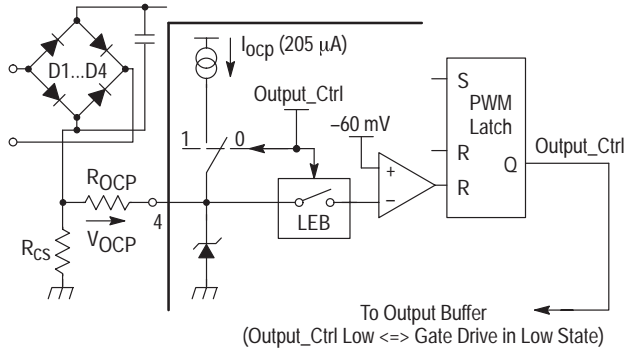 I_ocp (205 μA)
D1...D4
Output_Ctrl
1 0
–60 mV
S
PWM
Latch
R
Q
R
Output_Ctrl
+
–
R_OCP
V_OCP
4
LEB
R_CS
To Output Buffer
(Output_Ctrl Low <=> Gate Drive in Low State)